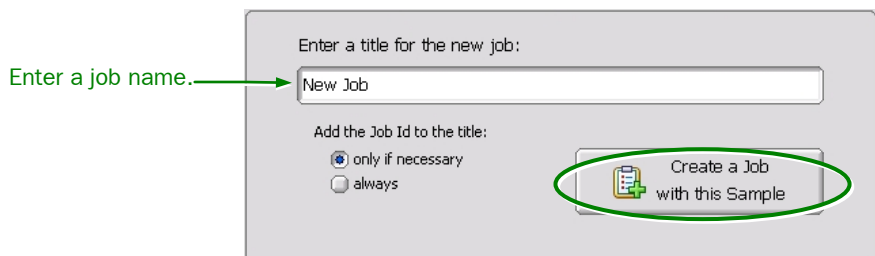 Enter a title for the new job:
Enter a job name.
New Job
Add the Job Id to the title:
only if necessary
always
Create a Job
with this Sample